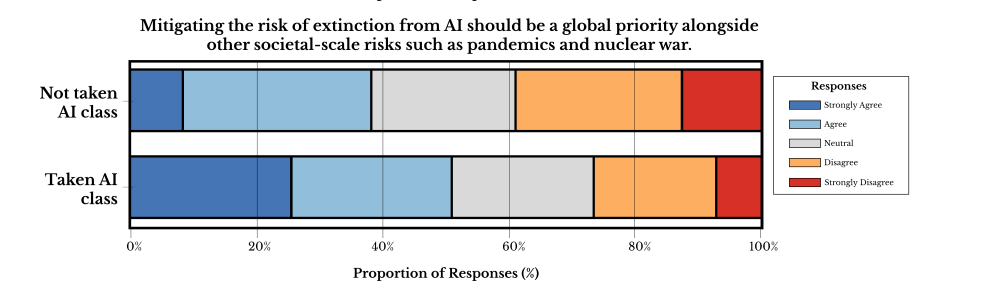 Mitigating the risk of extinction from AI should be a global priority alongside
other societal-scale risks such as pandemics and nuclear war.
Not taken
AI class
Taken AI
class
0%
20%
40%
60%
80%
100%
Proportion of Responses (%)
Responses
Strongly Agree
Agree
Neutral
Disagree
Strongly Disagree